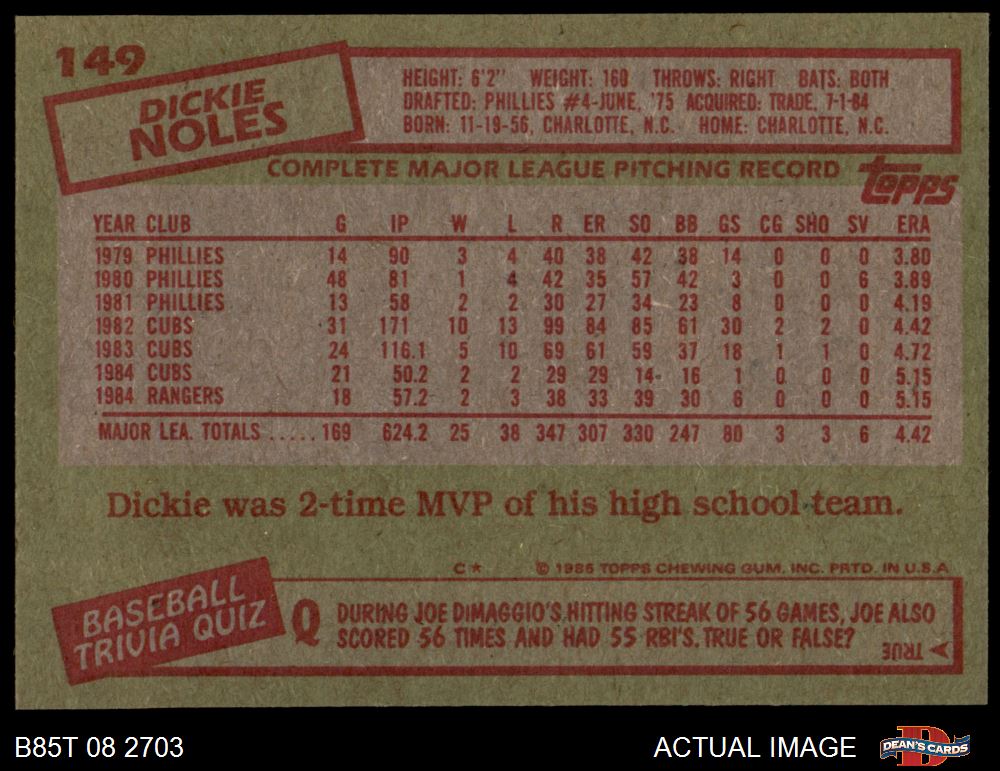 149
DICKIE
NOLES
HEIGHT: 6'2" WEIGHT: 160 THROWS: RIGHT BATS: BOTH
DRAFTED: PHILLIES #4-JUNE, '75 ACQUIRED: TRADE, 7-1-84
BORN: 11-19-56, CHARLOTTE, N.C. HOME: CHARLOTTE, N.C.
COMPLETE MAJOR LEAGUE PITCHING RECORD
topps
YEAR CLUB G IP W L R ER SO BB GS CG SHO SV ERA
1979 PHILLIES 14 90 3 4 40 38 42 38 14 0 0 0 3.80
1980 PHILLIES 48 81 1 4 42 35 57 42 3 0 0 6 3.89
1981 PHILLIES 13 58 2 2 30 27 34 23 8 0 0 0 4.19
1982 CUBS 31 171 10 13 99 84 85 61 30 2 2 0 4.42
1983 CUBS 24 116.1 5 10 69 61 59 37 18 1 1 0 4.72
1984 CUBS 21 50.2 2 2 29 29 14 16 1 0 0 0 5.15
1984 RANGERS 18 57.2 2 3 38 33 39 30 6 0 0 0 5.15
MAJOR LEA. TOTALS ..... 169 624.2 25 38 347 307 330 247 80 3 3 6 4.42
Dickie was 2-time MVP of his high school team.
C* © 1985 TOPPS CHEWING GUM, INC. PRTD. IN U.S.A
BASEBALL
TRIVIA QUIZ
Q DURING JOE DiMAGGIO'S HITTING STREAK OF 56 GAMES, JOE ALSO
SCORED 56 TIMES AND HAD 55 RBI'S. TRUE OR FALSE?
TRUE
B85T 08 2703
ACTUAL IMAGE
DEAN'S CARDS